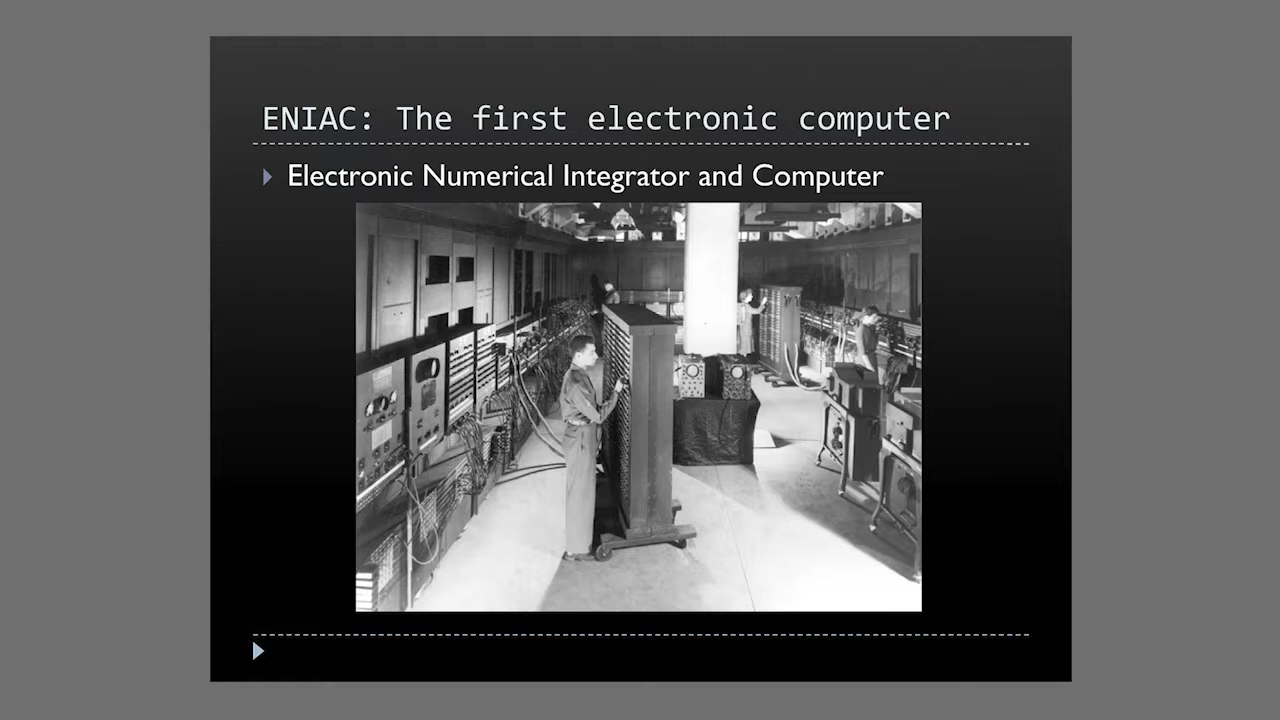 ENIAC: The first electronic computer
Electronic Numerical Integrator and Computer